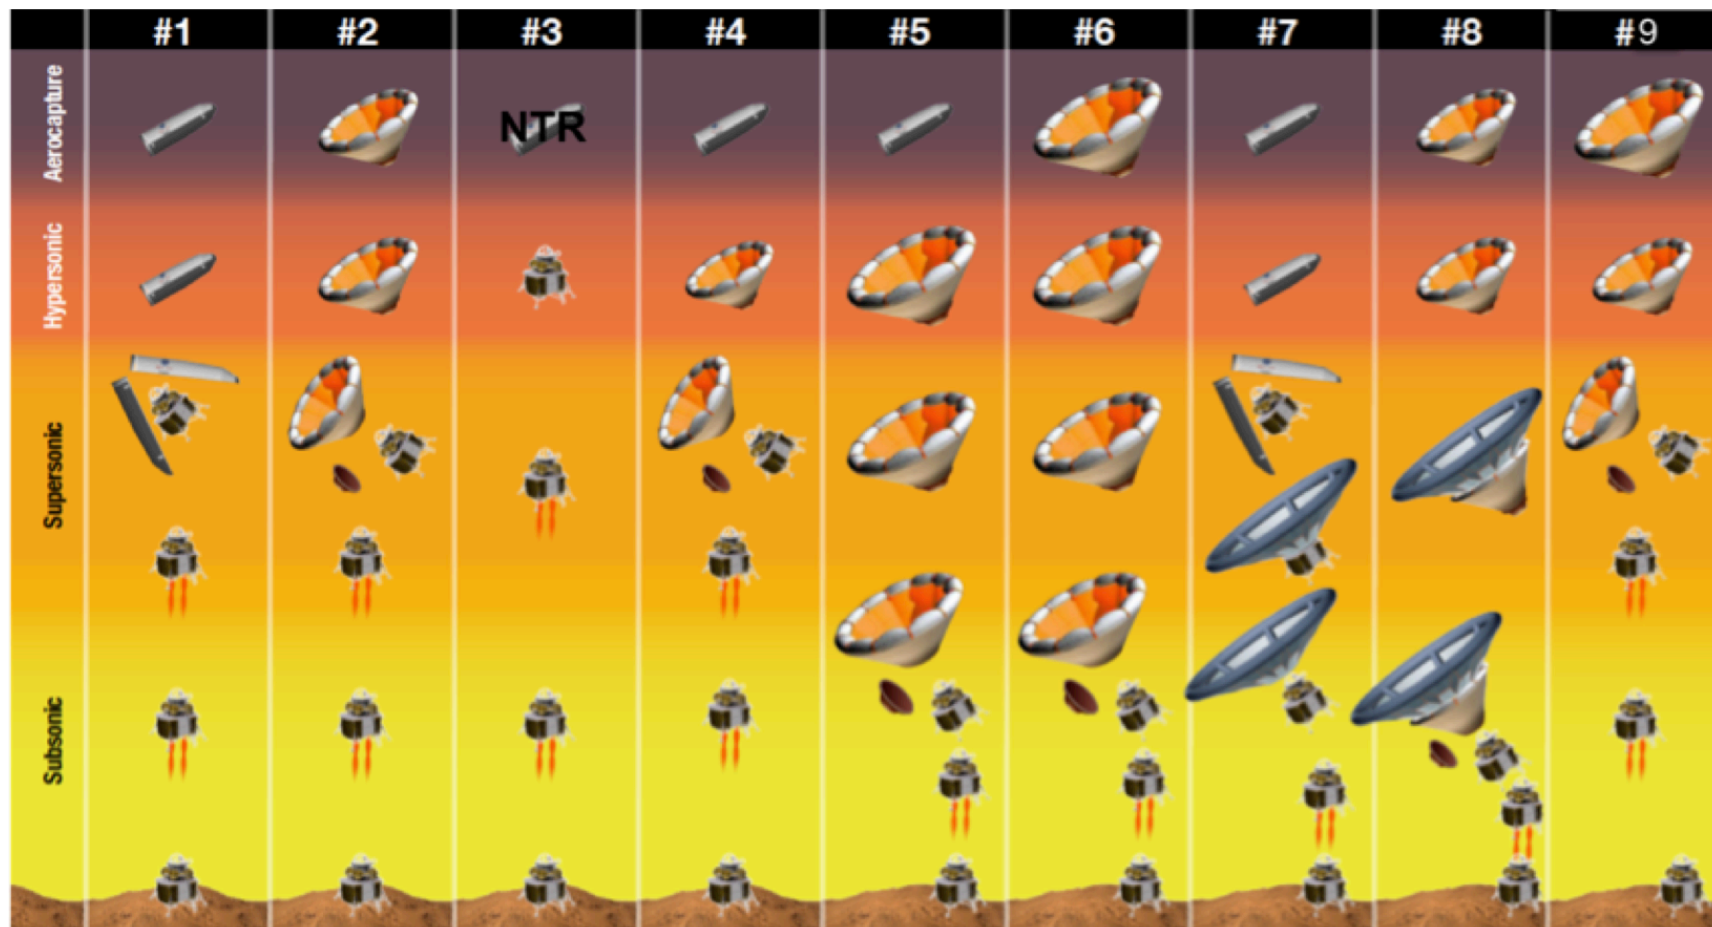 #1 #2 #3 #4 #5 #6 #7 #8 #9
Aerocapture
NTR
Hypersonic
Supersonic
Subsonic